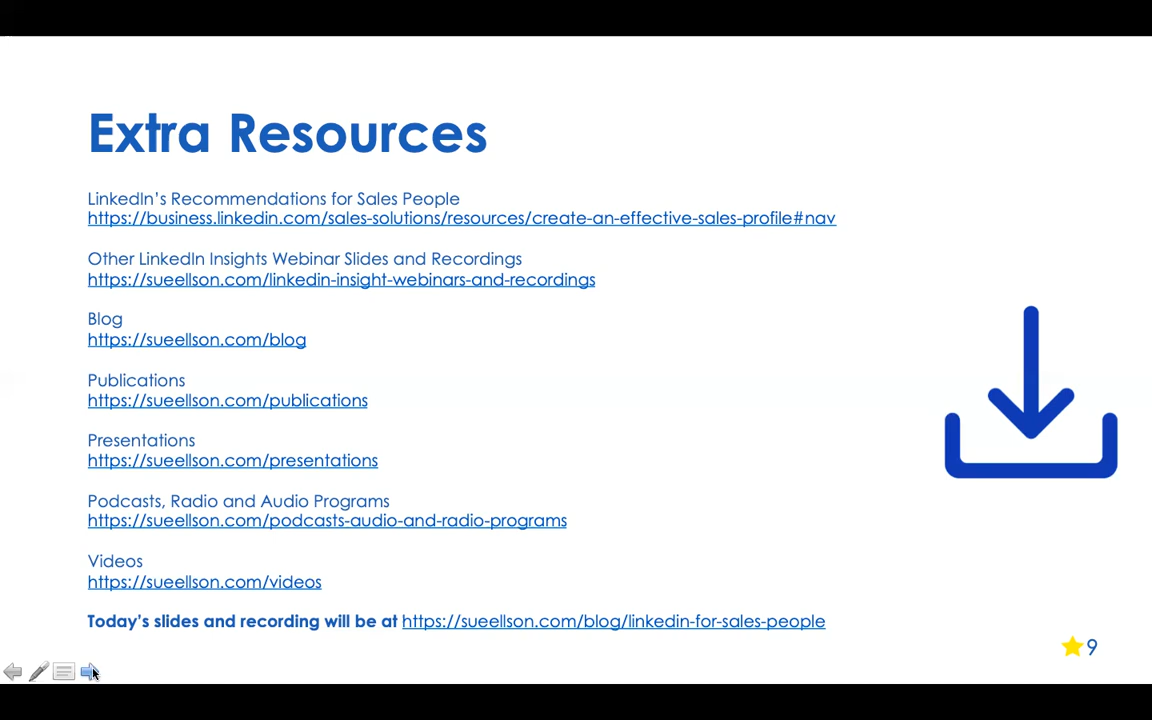 Extra Resources
LinkedIn's Recommendations for Sales People
https://business.linkedin.com/sales-solutions/resources/create-an-effective-sales-profile#nav
Other LinkedIn Insights Webinar Slides and Recordings
https://sueellson.com/linkedin-insight-webinars-and-recordings
Blog
https://sueellson.com/blog
Publications
https://sueellson.com/publications
Presentations
https://sueellson.com/presentations
Podcasts, Radio and Audio Programs
https://sueellson.com/podcasts-audio-and-radio-programs
Videos
https://sueellson.com/videos
Today's slides and recording will be at https://sueellson.com/blog/linkedin-for-sales-people
9